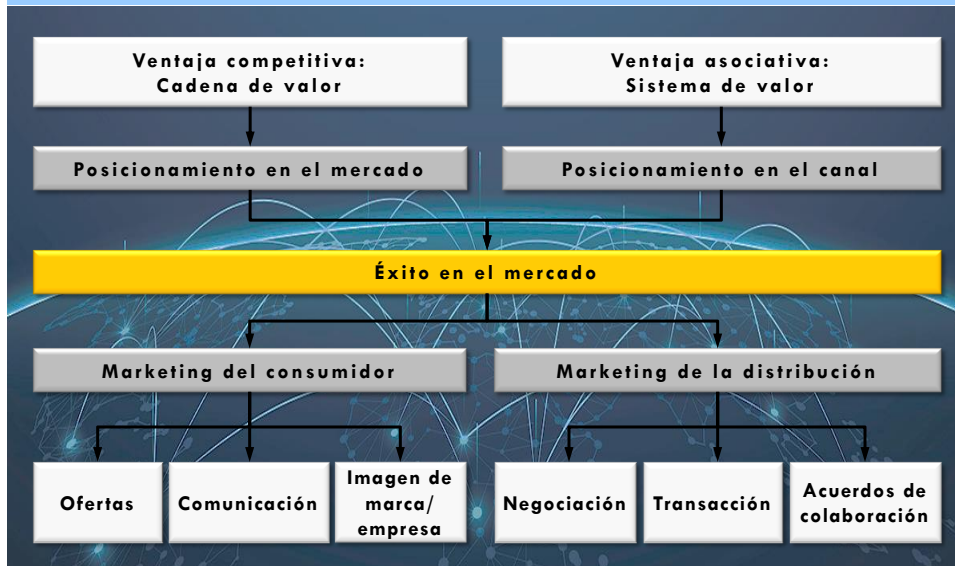 Ventaja competitiva:
Cadena de valor
Ventaja asociativa:
Sistema de valor
Posicionamiento en el mercado
Posicionamiento en el canal
Éxito en el mercado
Marketing del consumidor
Marketing de la distribución
Ofertas
Comunicación
Imagen de
marca/
empresa
Negociación
Transacción
Acuerdos de
colaboración